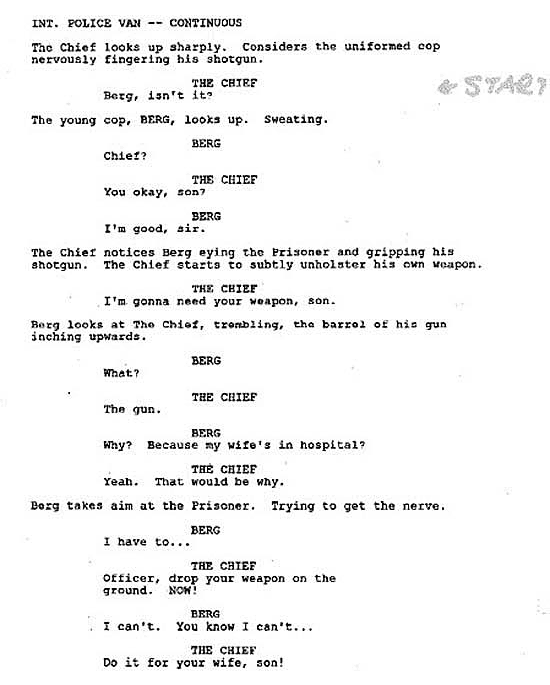 INT. POLICE VAN -- CONTINUOUS
The Chief looks up sharply. Considers the uniformed cop
nervously fingering his shotgun.
THE CHIEF
Berg, isn't it?
← START
The young cop, BERG, looks up. Sweating.
BERG
Chief?
THE CHIEF
You okay, son?
BERG
I'm good, sir.
The Chief notices Berg eying the Prisoner and gripping his
shotgun. The Chief starts to subtly unholster his own weapon.
THE CHIEF
I'm gonna need your weapon, son.
Berg looks at The Chief, trembling, the barrel of his gun
inching upwards.
BERG
What?
THE CHIEF
The gun.
BERG
Why? Because my wife's in hospital?
THE CHIEF
Yeah. That would be why.
Berg takes aim at the Prisoner. Trying to get the nerve.
BERG
I have to...
THE CHIEF
Officer, drop your weapon on the
ground. NOW!
BERG
I can't. You know I can't...
THE CHIEF
Do it for your wife, son!